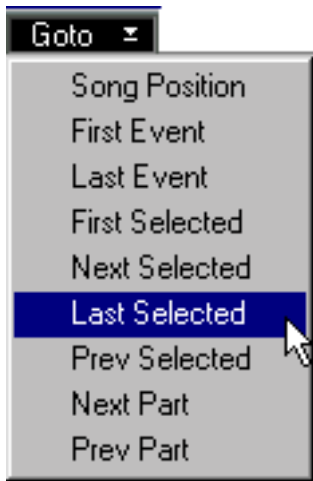 Goto
Song Position
First Event
Last Event
First Selected
Next Selected
Last Selected
Prev Selected
Next Part
Prev Part